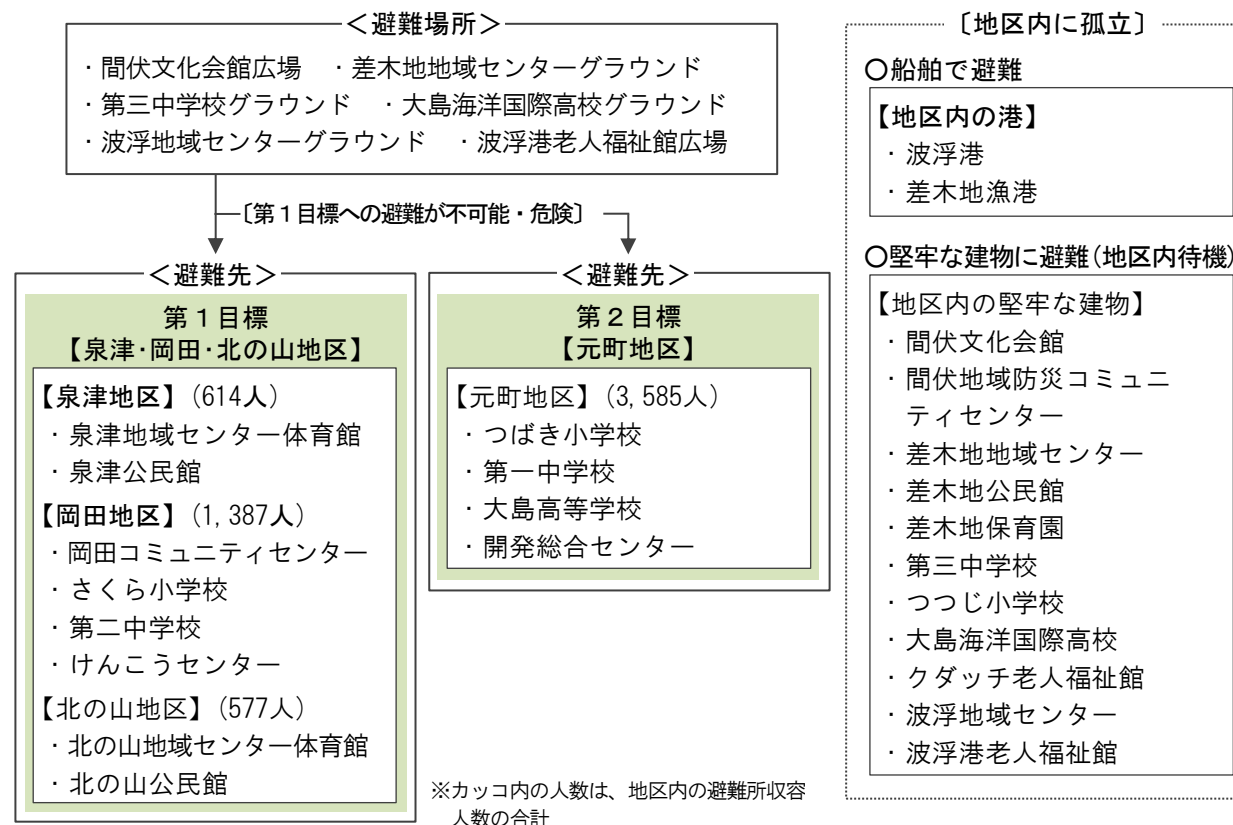 ＜避難場所＞
・間伏文化会館広場　・差木地地域センターグラウンド
・第三中学校グラウンド　・大島海洋国際高校グラウンド
・波浮地域センターグラウンド　・波浮港老人福祉館広場
〔第１目標への避難が不可能・危険〕
＜避難先＞
第１目標
【泉津・岡田・北の山地区】
【泉津地区】（614人）
・泉津地域センター体育館
・泉津公民館
【岡田地区】（1,387人）
・岡田コミュニティセンター
・さくら小学校
・第二中学校
・けんこうセンター
【北の山地区】（577人）
・北の山地域センター体育館
・北の山公民館
＜避難先＞
第２目標
【元町地区】
【元町地区】（3,585人）
・つばき小学校
・第一中学校
・大島高等学校
・開発総合センター
※カッコ内の人数は、地区内の避難所収容
人数の合計
〔地区内に孤立〕
○船舶で避難
【地区内の港】
・波浮港
・差木地漁港
○堅牢な建物に避難(地区内待機)
【地区内の堅牢な建物】
・間伏文化会館
・間伏地域防災コミュニ
ティセンター
・差木地地域センター
・差木地公民館
・差木地保育園
・第三中学校
・つつじ小学校
・大島海洋国際高校
・クダッチ老人福祉館
・波浮地域センター
・波浮港老人福祉館